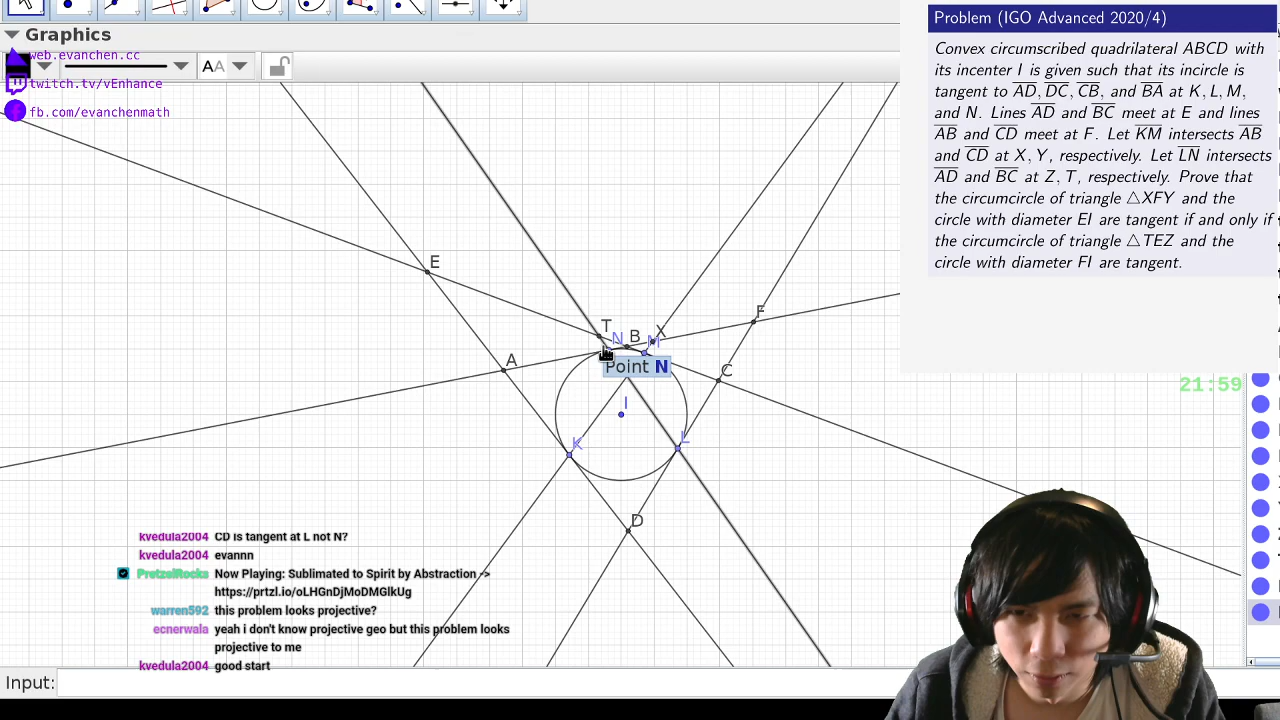 Problem (IGO Advanced 2020/4)
Convex circumscribed quadrilateral ABCD with
its incenter I is given such that its incircle is
tangent to AD, DC, CB, and BA at K, L, M,
and N. Lines AD and BC meet at E and lines
AB and CD meet at F. Let KM intersects AB
and CD at X, Y, respectively. Let LN intersects
AD and BC at Z, T, respectively. Prove that
the circumcircle of triangle △XFY and the
circle with diameter EI are tangent if and only if
the circumcircle of triangle △TEZ and the
circle with diameter FI are tangent.
Graphics
web.evanchen.cc
AA
twitch.tv/vEnhance
fb.com/evanchenmath
E
T
N
B
X
M
F
A
Point N
C
I
K
L
D
21:59
kvedula2004 CD is tangent at L not N?
kvedula2004 evannn
PretzelRocks Now Playing: Sublimated to Spirit by Abstraction ->
https://prtzl.io/oLHGnDjMoDMGlkUg
warren592 this problem looks projective?
ecnerwala yeah i don't know projective geo but this problem looks
projective to me
kvedula2004 good start
Input: